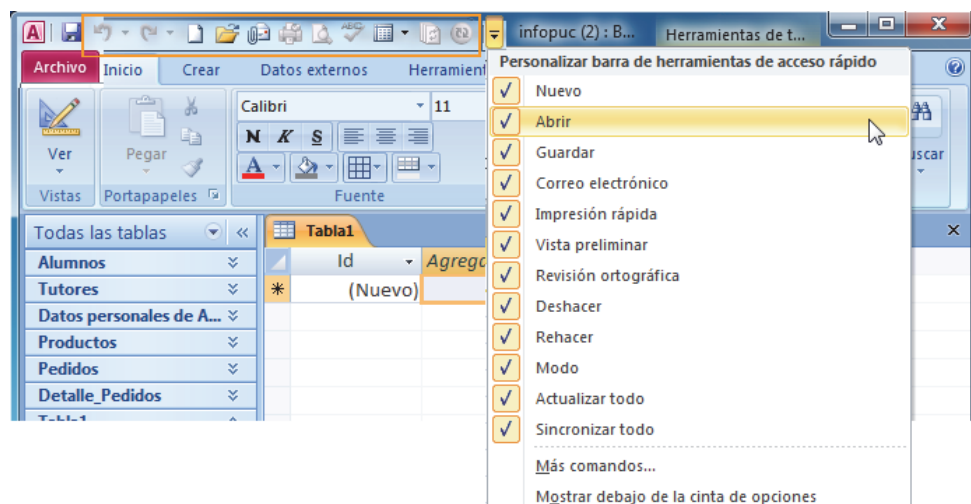 infopuc (2) : B... Herramientas de t...
Archivo Inicio Crear Datos externos
Personalizar barra de herramientas de acceso rápido
Nuevo
Abrir
Guardar
Correo electrónico
Impresión rápida
Vista preliminar
Revisión ortográfica
Deshacer
Rehacer
Modo
Actualizar todo
Sincronizar todo
Más comandos...
Mostrar debajo de la cinta de opciones
Calibri 11
N K S
A
Ver Pegar
Vistas Portapapeles Fuente
Todas las tablas
Alumnos
Tutores
Datos personales de A...
Productos
Pedidos
Detalle_Pedidos
Tabla1
Id
(Nuevo)